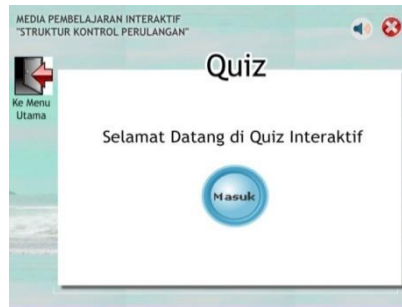 MEDIA PEMBELAJARAN INTERAKTIF
"STRUKTUR KONTROL PERULANGAN"
Quiz
Ke Menu
Utama
Selamat Datang di Quiz Interaktif
Masuk